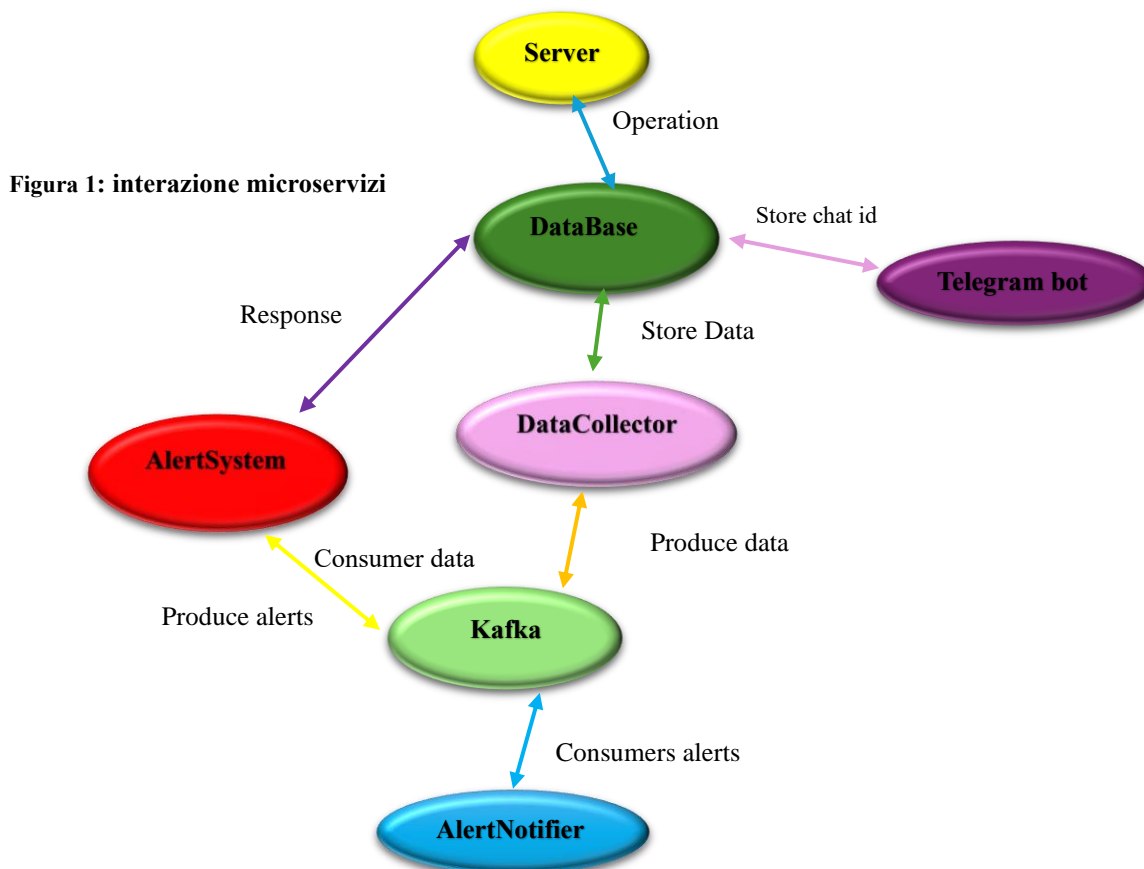 Server
Operation
Figura 1: interazione microservizi
DataBase
Store chat id
Telegram bot
Response
Store Data
DataCollector
AlertSystem
Consumer data
Produce data
Produce alerts
Kafka
Consumers alerts
AlertNotifier